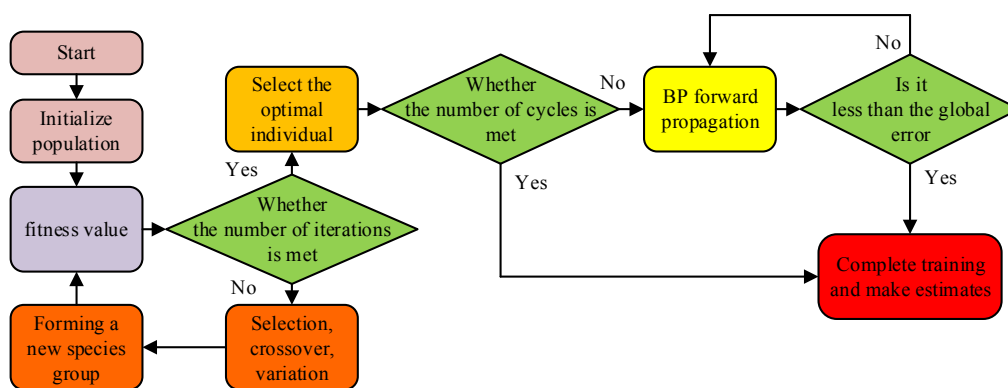 Start
Initialize
population
fitness value
Forming a
new species
group
Select the
optimal
individual
Yes
Whether
the number of iterations
is met
No
Selection,
crossover,
variation
Whether
the number of cycles is
met
No
Yes
BP forward
propagation
No
Is it
less than the global
error
Yes
Complete training
and make estimates